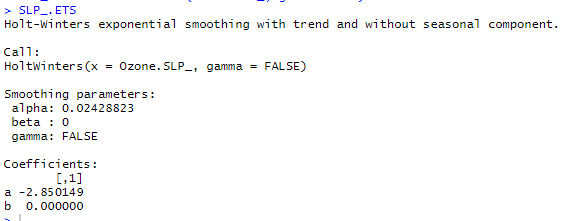 > SLP_.ETS
Holt-Winters exponential smoothing with trend and without seasonal component.
Call:
HoltWinters(x = Ozone.SLP_, gamma = FALSE)
Smoothing parameters:
alpha: 0.02428823
beta : 0
gamma: FALSE
Coefficients:
[,1]
a -2.850149
b 0.000000
>